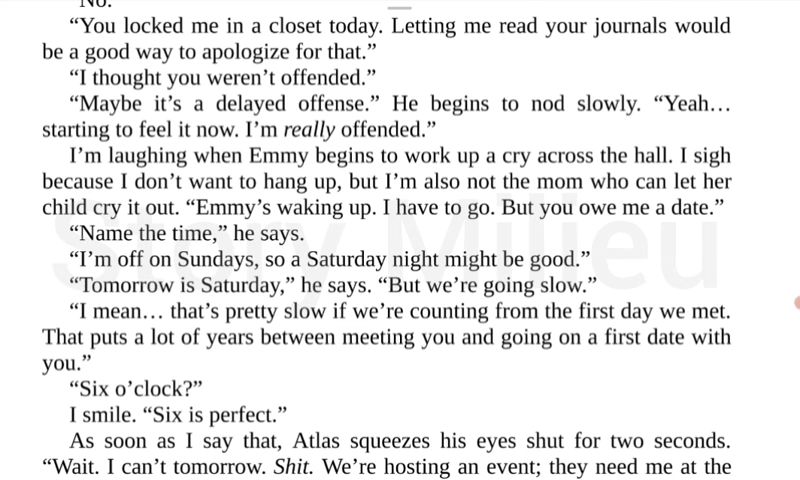 No.
“You locked me in a closet today. Letting me read your journals would
be a good way to apologize for that.”
“I thought you weren’t offended.”
“Maybe it’s a delayed offense.” He begins to nod slowly. “Yeah…
starting to feel it now. I’m really offended.”
I’m laughing when Emmy begins to work up a cry across the hall. I sigh
because I don’t want to hang up, but I’m also not the mom who can let her
child cry it out. “Emmy’s waking up. I have to go. But you owe me a date.”
“Name the time,” he says.
“I’m off on Sundays, so a Saturday night might be good.”
“Tomorrow is Saturday,” he says. “But we’re going slow.”
“I mean… that’s pretty slow if we’re counting from the first day we met.
That puts a lot of years between meeting you and going on a first date with
you.”
“Six o’clock?”
I smile. “Six is perfect.”
As soon as I say that, Atlas squeezes his eyes shut for two seconds.
“Wait. I can’t tomorrow. Shit. We’re hosting an event; they need me at the
Story Milieu